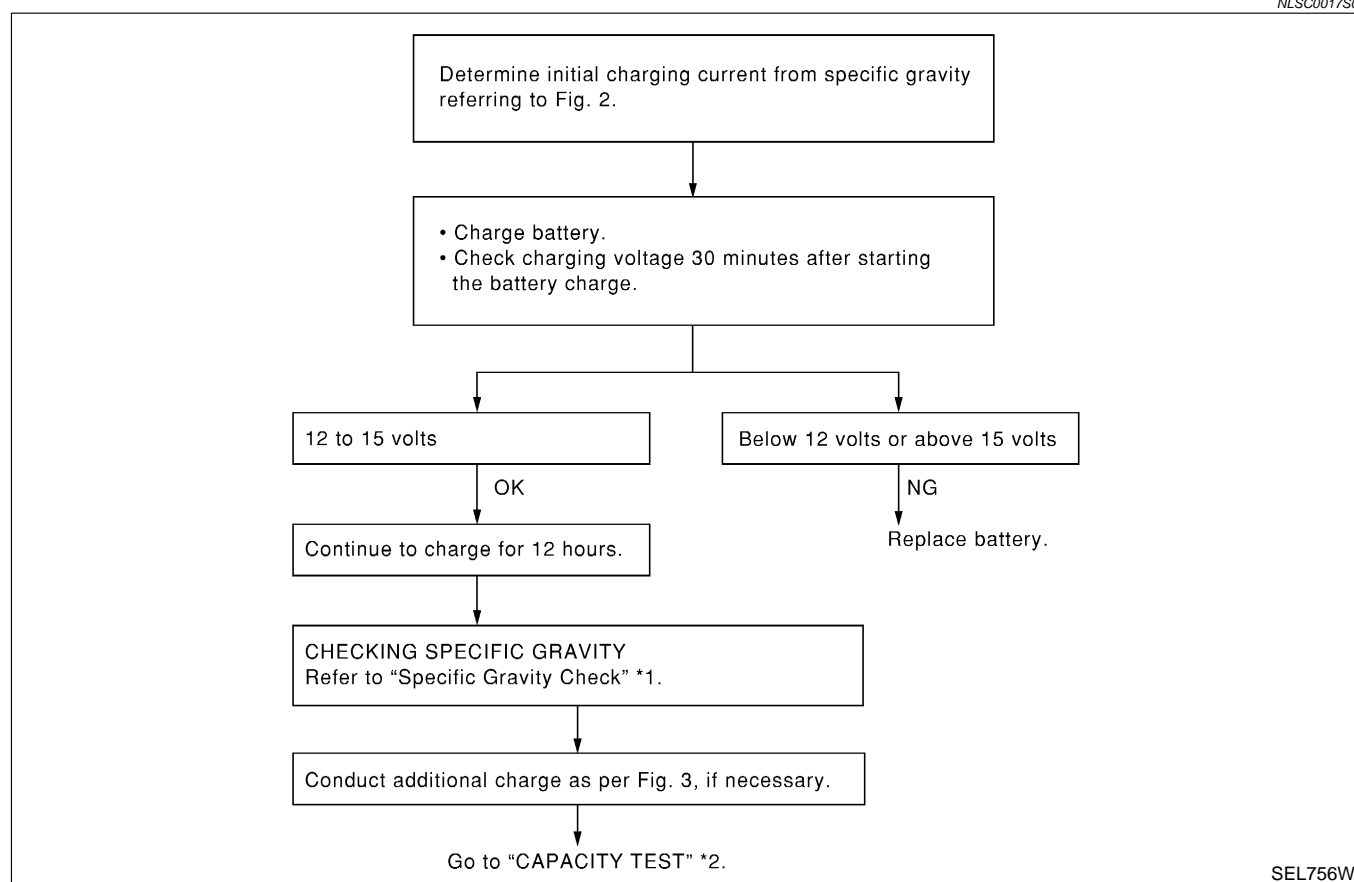 NLSC0017S0
Determine initial charging current from specific gravity
referring to Fig. 2.
• Charge battery.
• Check charging voltage 30 minutes after starting
the battery charge.
12 to 15 volts
Below 12 volts or above 15 volts
OK
NG
Continue to charge for 12 hours.
Replace battery.
CHECKING SPECIFIC GRAVITY
Refer to “Specific Gravity Check” *1.
Conduct additional charge as per Fig. 3, if necessary.
Go to “CAPACITY TEST” *2.
SEL756W